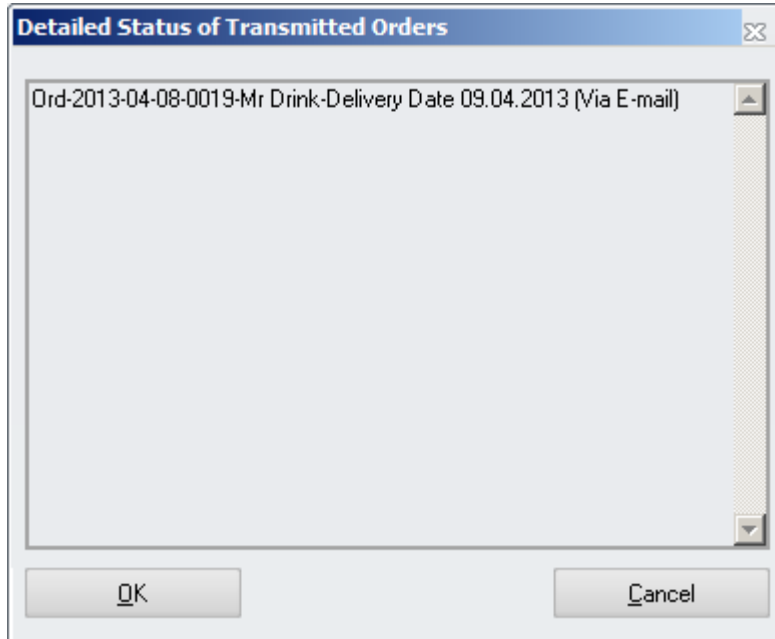 Detailed Status of Transmitted Orders
Ord-2013-04-08-0019-Mr Drink-Delivery Date 09.04.2013 (Via E-mail)
OK
Cancel